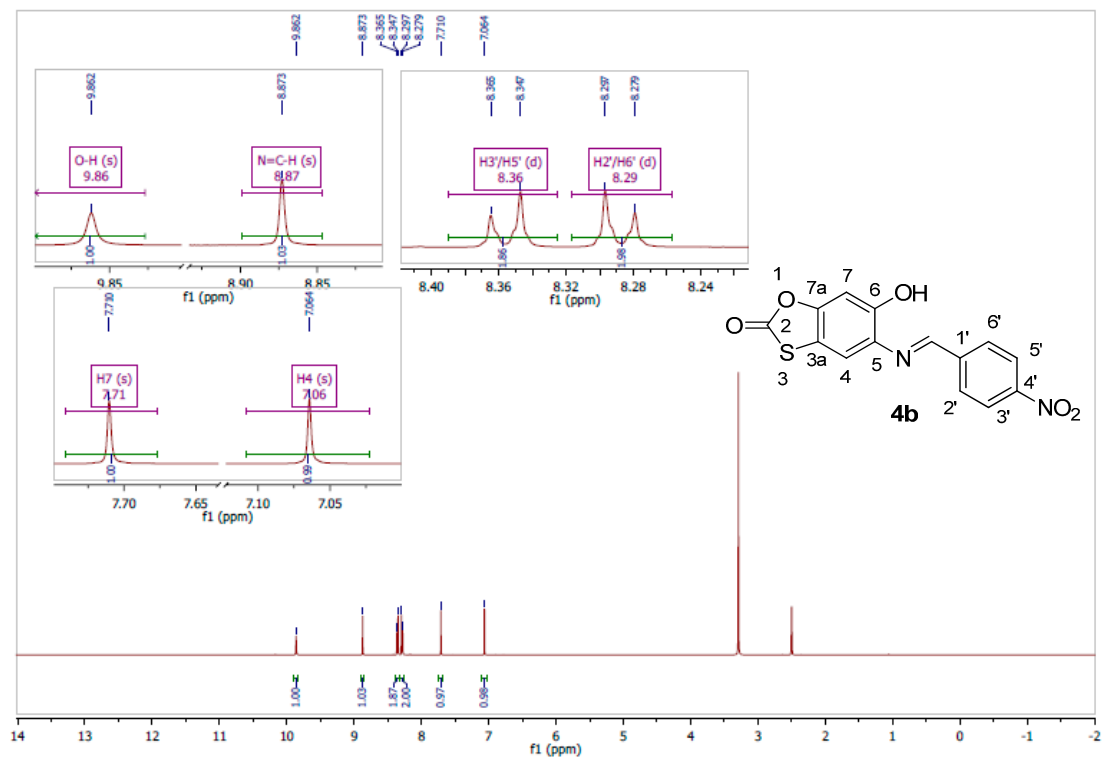 9.862
8.873
8.365
8.347
8.297
8.279
7.710
7.064
9.862
8.873
O-H (s)
9.86
N=C-H (s)
8.87
1.00
1.03
9.85 8.90 8.85
f1 (ppm)
8.365
8.347
8.297
8.279
H3'/H5' (d)
8.36
H2'/H6' (d)
8.29
1.86
1.98
8.40 8.36 8.32 8.28 8.24
f1 (ppm)
7.710
7.064
H7 (s)
7.71
H4 (s)
7.06
1.00
0.99
7.70 7.65 7.10 7.05
f1 (ppm)
1 7
O 7a 6 OH
O 2 6'
S 3a 5 N 1' 5'
3 4 4'
4b 2' 3' NO2
1.00
1.03
1.87
2.00
0.97
0.98
14 13 12 11 10 9 8 7 6 5 4 3 2 1 0 -1 -2
f1 (ppm)